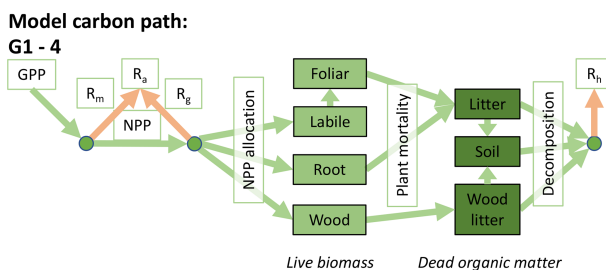 Model carbon path:
G1 - 4
GPP
Rm
Ra
Rg
NPP
NPP allocation
Foliar
Labile
Root
Wood
Plant mortality
Litter
Soil
Wood
litter
Decomposition
Rh
Live biomass
Dead organic matter